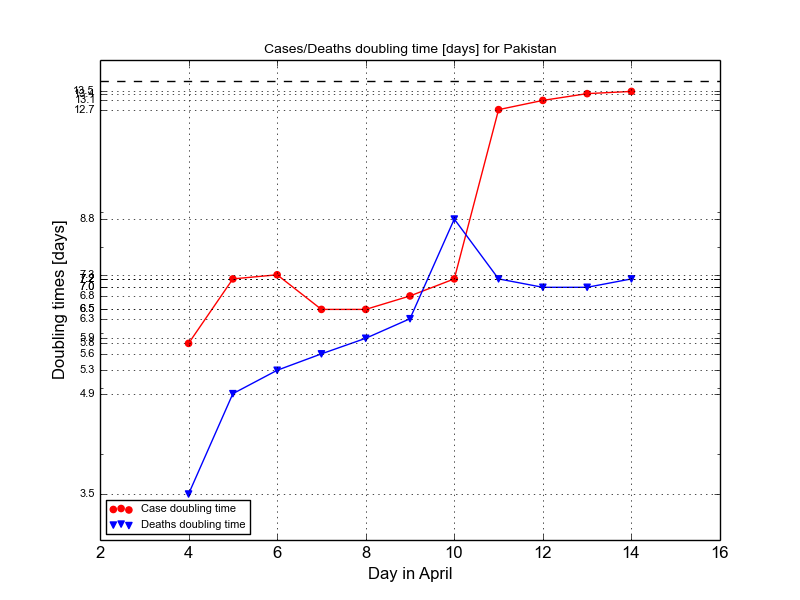 Cases/Deaths doubling time [days] for Pakistan
Doubling times [days]
13.5
13.4
13.1
12.7
8.8
7.3
7.2
7.0
6.8
6.5
6.3
5.9
5.8
5.6
5.3
4.9
3.5
Case doubling time
Deaths doubling time
2 4 6 8 10 12 14 16
Day in April